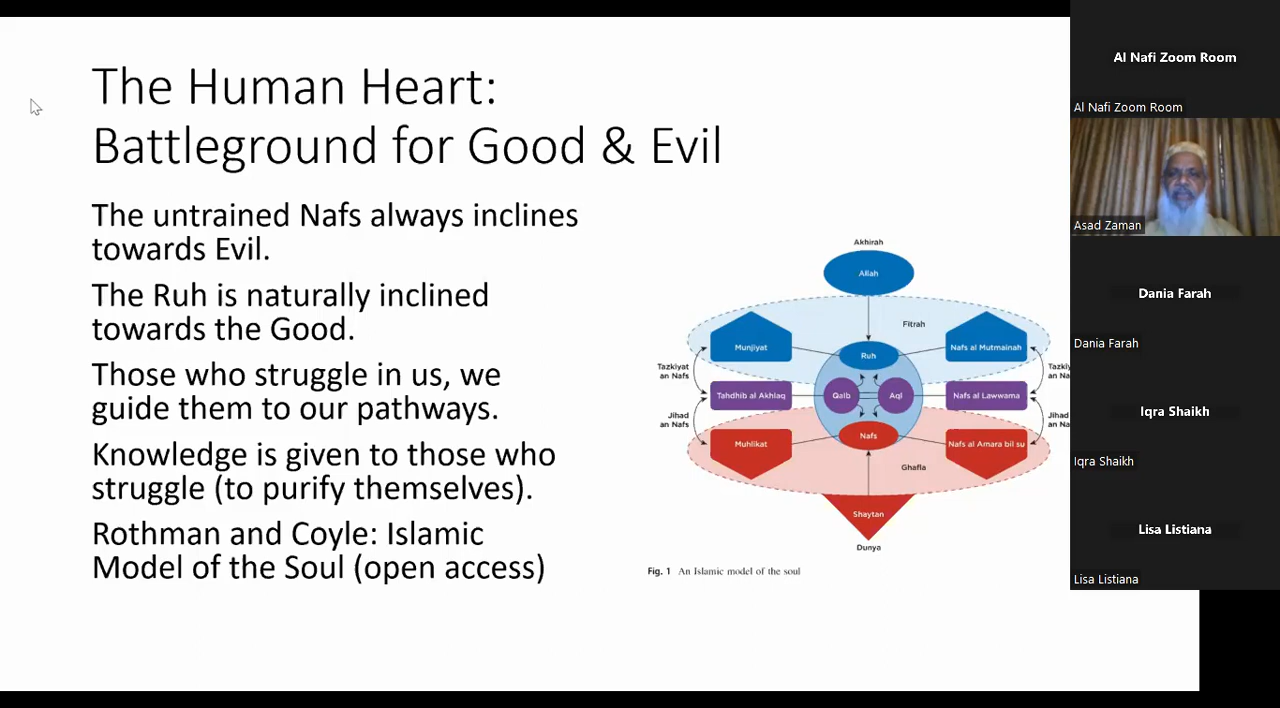 The Human Heart:
Battleground for Good & Evil
The untrained Nafs always inclines
towards Evil.
The Ruh is naturally inclined
towards the Good.
Those who struggle in us, we
guide them to our pathways.
Knowledge is given to those who
struggle (to purify themselves).
Rothman and Coyle: Islamic
Model of the Soul (open access)
Akhirah
Allah
Fitrah
Munjiyat
Ruh
Nafs al Mutmainah
Tazkiyat
an Nafs
Tazki
an Na
Tahdhib al Akhlaq
Qalb
Aql
Nafs al Lawwama
Jihad
an Nafs
Jihad
an Na
Muhlikat
Nafs
Nafs al Amara bil su
Ghafla
Shaytan
Dunya
Fig. 1 An Islamic model of the soul
Al Nafi Zoom Room
Al Nafi Zoom Room
Asad Zaman
Dania Farah
Dania Farah
Iqra Shaikh
Iqra Shaikh
Lisa Listiana
Lisa Listiana